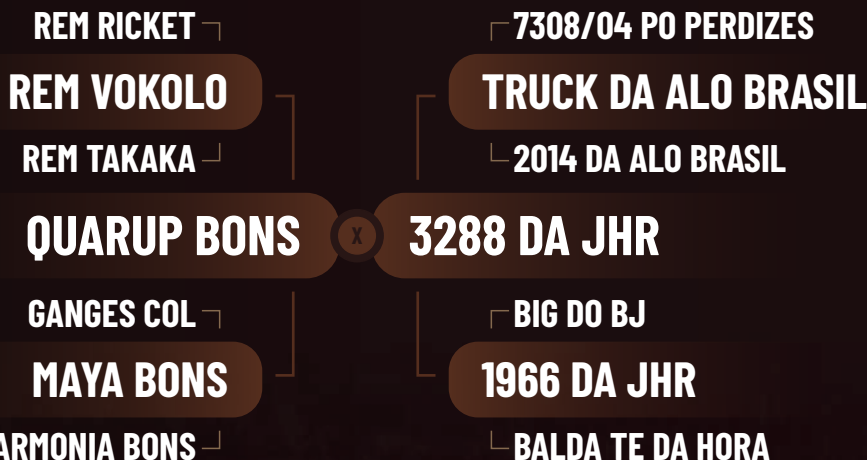 REM RICKET
7308/04 PO PERDIZES
REM VOKOLO
TRUCK DA ALO BRASIL
REM TAKAKA
2014 DA ALO BRASIL
QUARUP BONS X 3288 DA JHR
GANGES COL
BIG DO BJ
MAYA BONS
1966 DA JHR
ARMONIA BONS
BALDA TE DA HORA